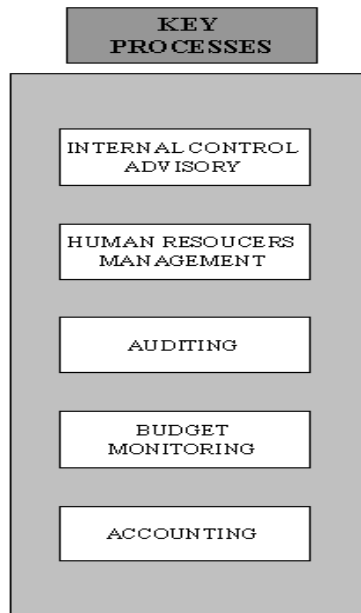 KEY
PROCESSES
INTERNAL CONTROL
ADVISORY
HUMAN RESOUCERS
MANAGEMENT
AUDITING
BUDGET
MONITORING
ACCOUNTING